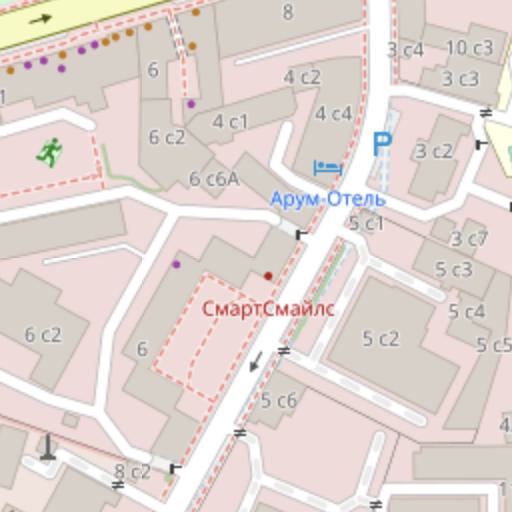 8
3 с4
10 с3
6
4 с2
3 с3
1
4 с1
4 с4
6 с2
P
3 с2
6 с6А
Арум-Отель
5 с1
3 с7
5 с3
СмартСмайлс
5 с4
6 с2
6
5 с2
5 с5
5 с6
4
8 с2
1